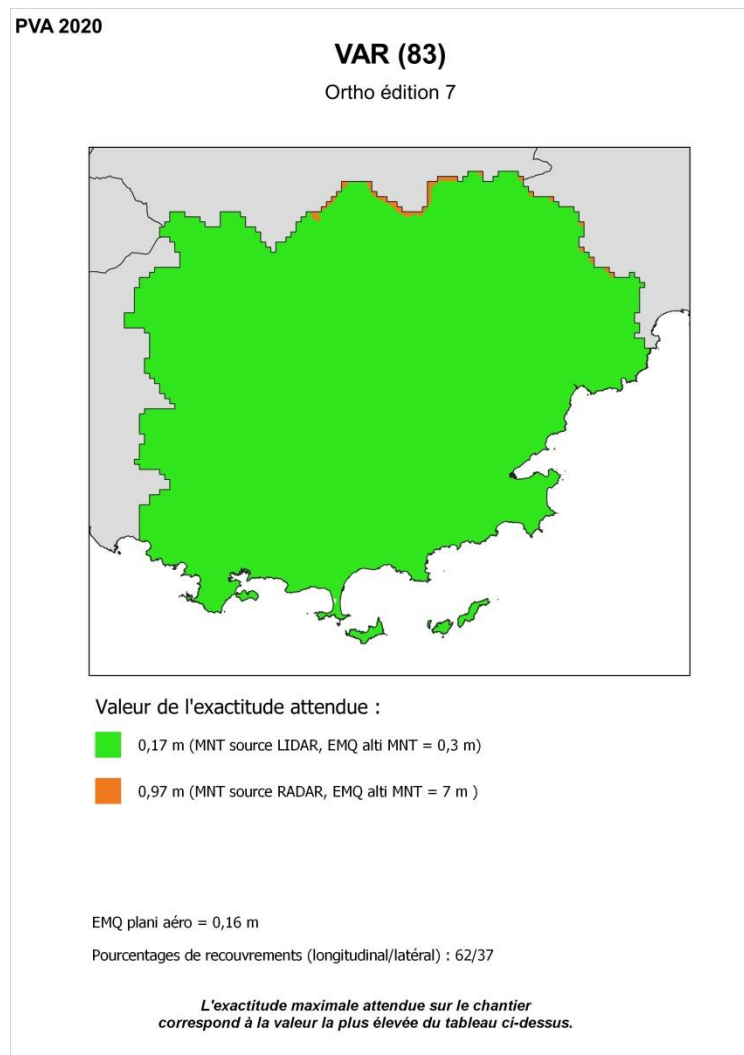 PVA 2020
VAR (83)
Ortho édition 7
Valeur de l'exactitude attendue :
0,17 m (MNT source LIDAR, EMQ alti MNT = 0,3 m)
0,97 m (MNT source RADAR, EMQ alti MNT = 7 m )
EMQ plani aéro = 0,16 m
Pourcentages de recouvrements (longitudinal/latéral) : 62/37
L'exactitude maximale attendue sur le chantier
correspond à la valeur la plus élevée du tableau ci-dessus.